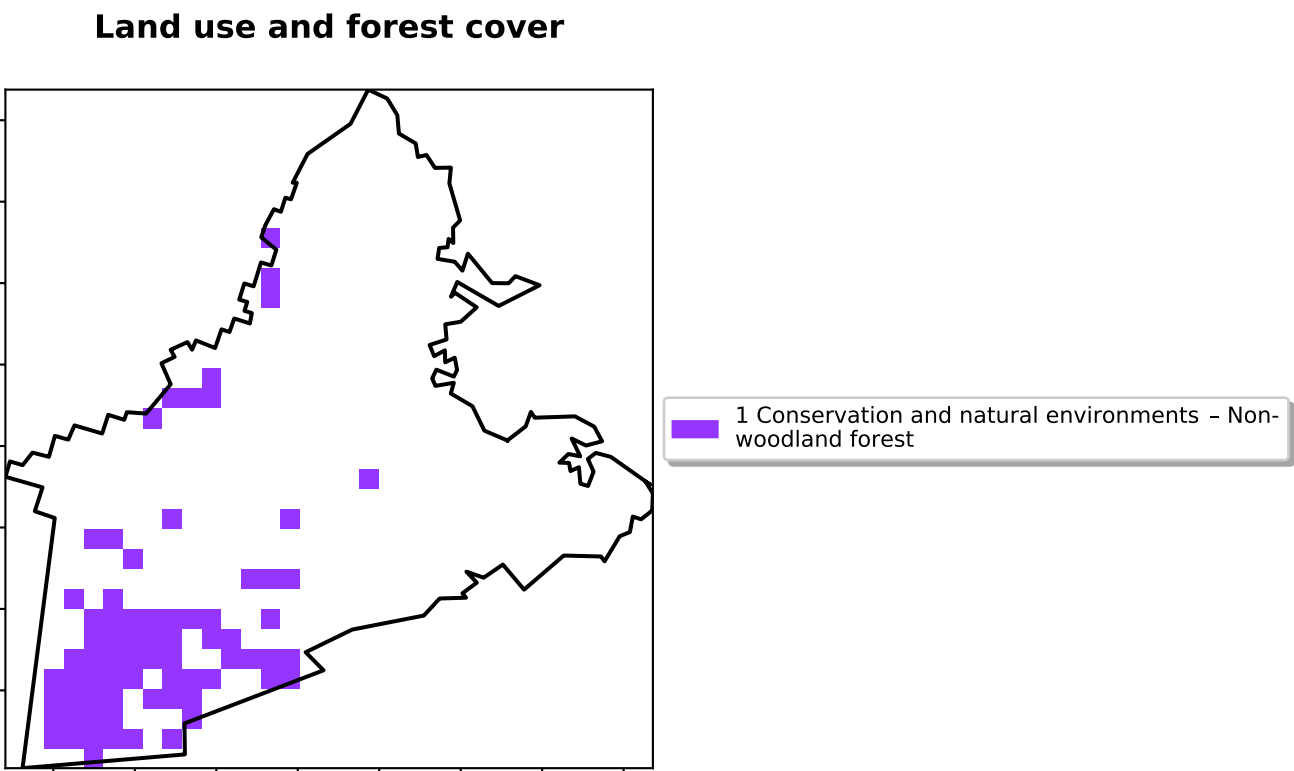 Land use and forest cover
1 Conservation and natural environments – Non-
woodland forest